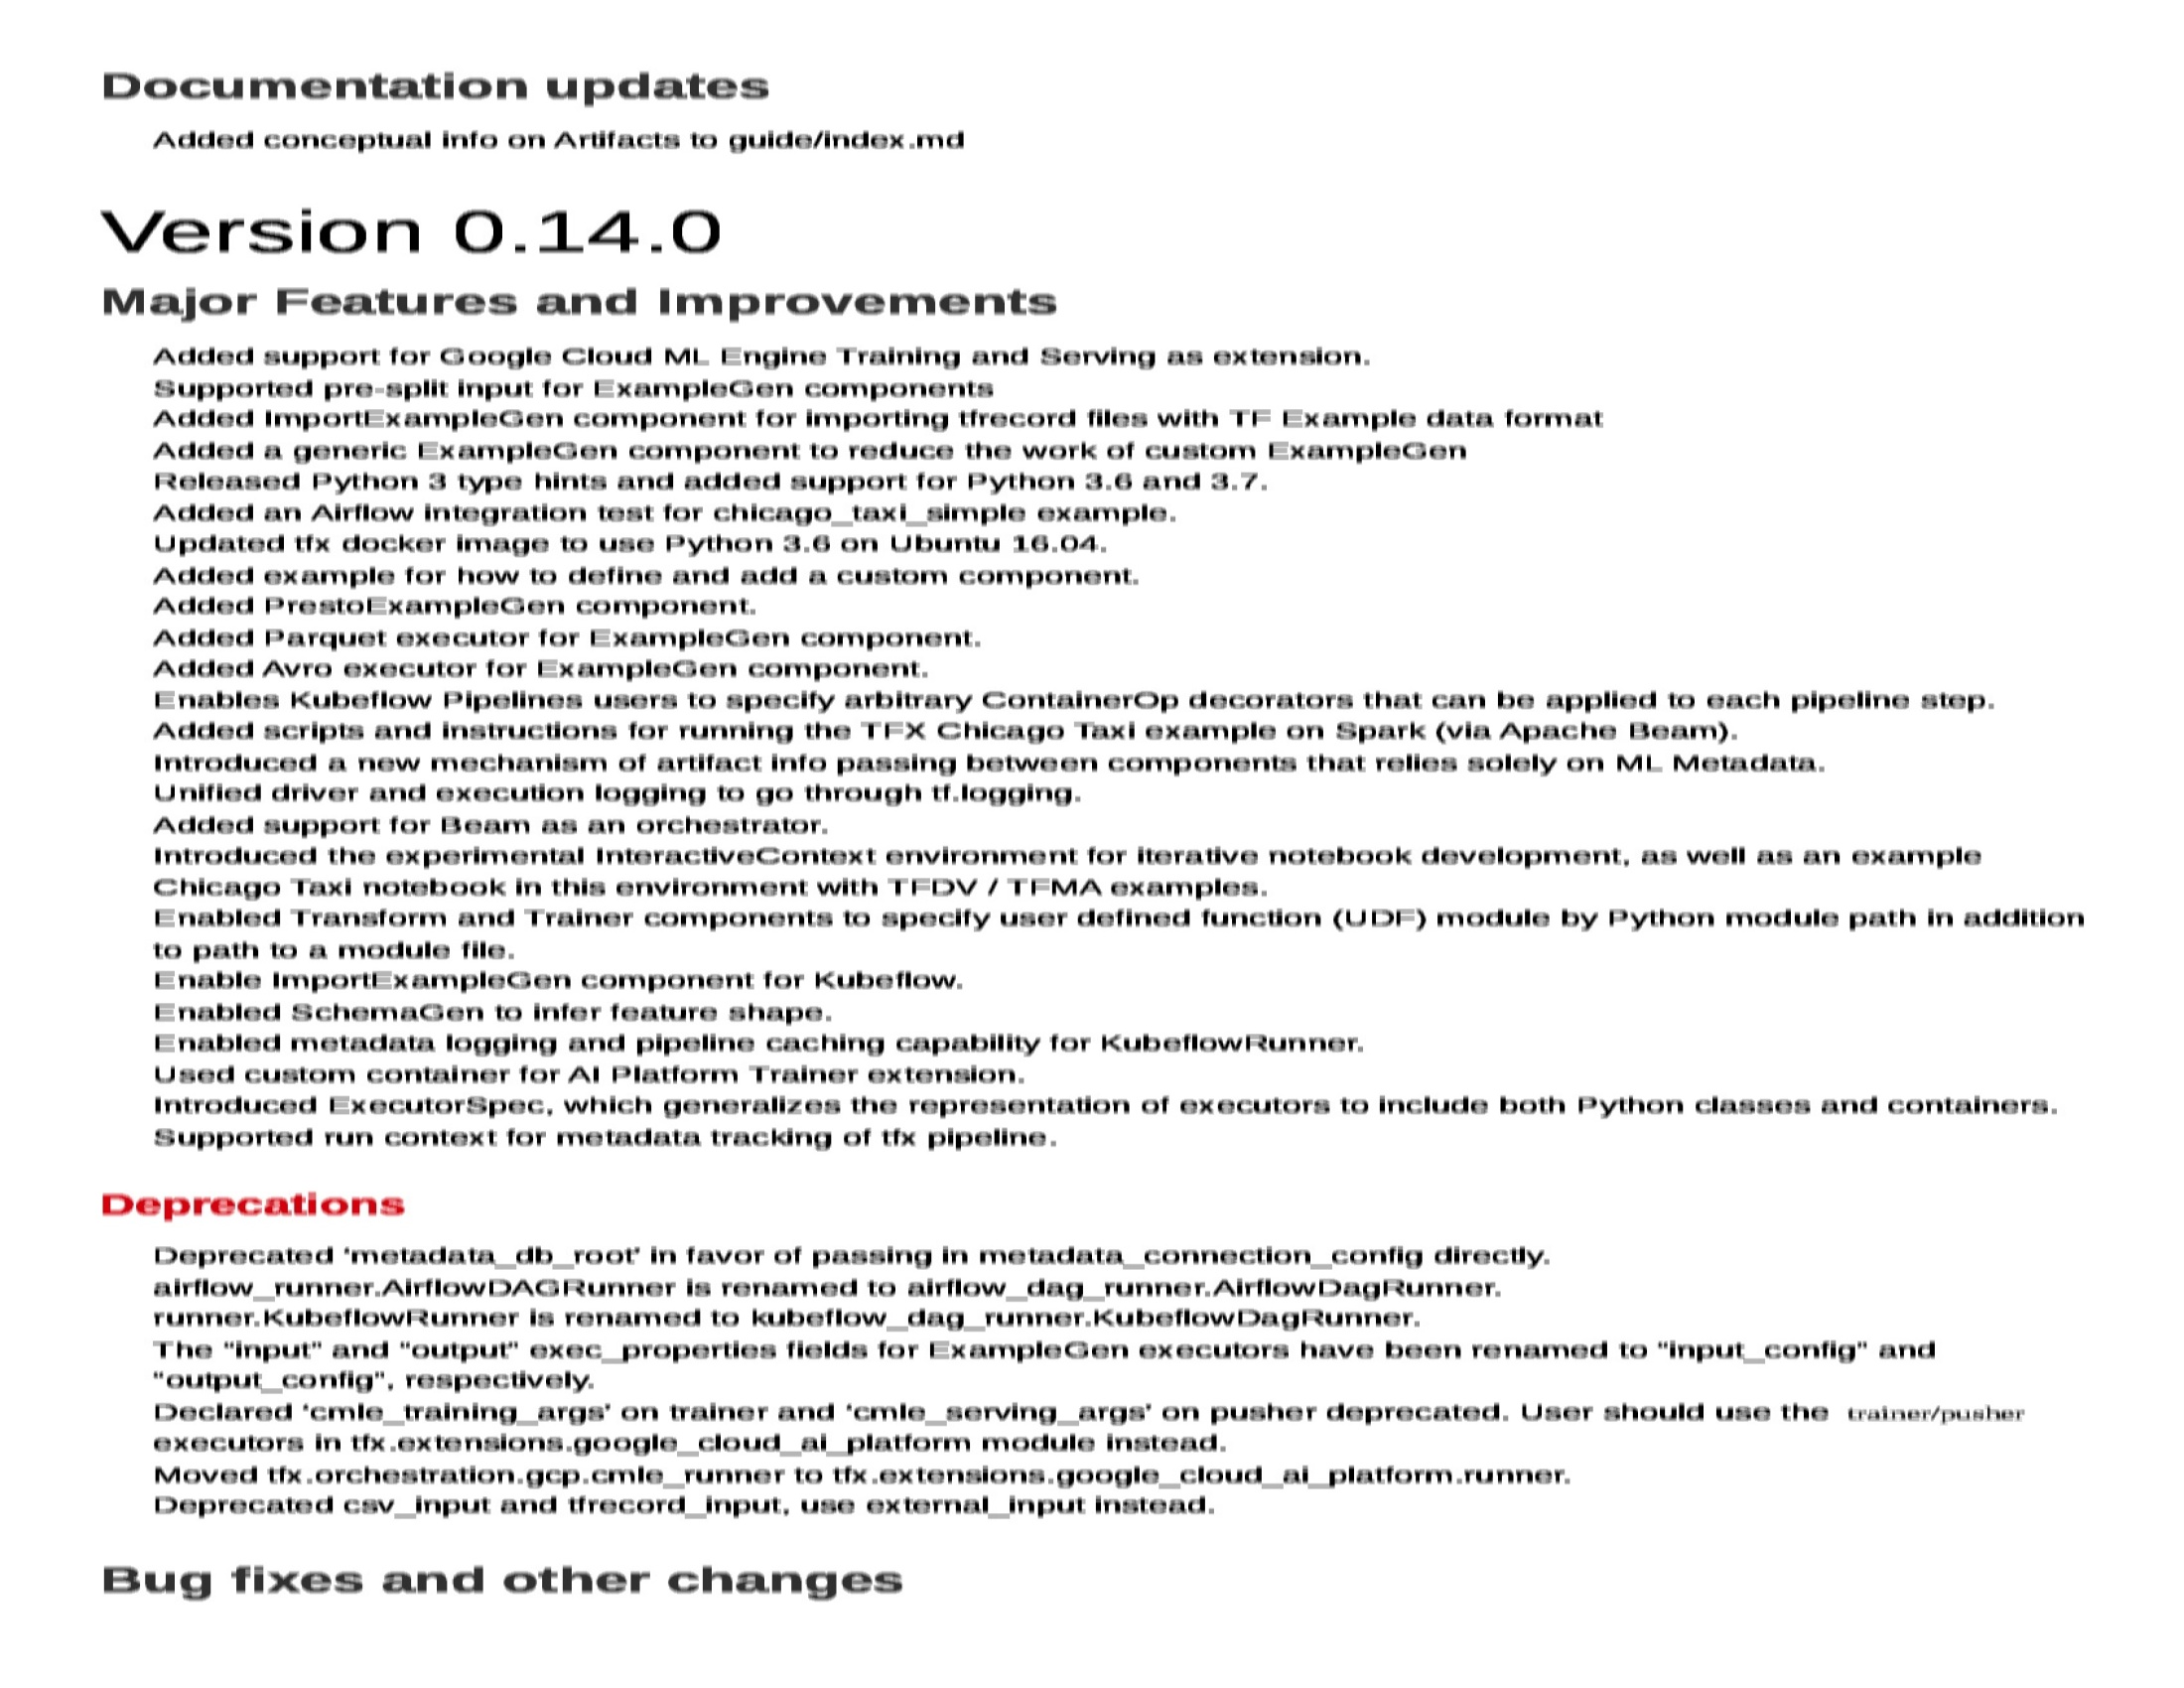 Documentation updates
Added conceptual info on Artifacts to guide/index.md
Version 0.14.0
Major Features and Improvements
Added support for Google Cloud ML Engine Training and Serving as extension.
Supported pre-split input for ExampleGen components
Added ImportExampleGen component for importing tfrecord files with TF Example data format
Added a generic ExampleGen component to reduce the work of custom ExampleGen
Released Python 3 type hints and added support for Python 3.6 and 3.7.
Added an Airflow integration test for chicago_taxi_simple example.
Updated tfx docker image to use Python 3.6 on Ubuntu 16.04.
Added example for how to define and add a custom component.
Added PrestoExampleGen component.
Added Parquet executor for ExampleGen component.
Added Avro executor for ExampleGen component.
Enables Kubeflow Pipelines users to specify arbitrary ContainerOp decorators that can be applied to each pipeline step.
Added scripts and instructions for running the TFX Chicago Taxi example on Spark (via Apache Beam).
Introduced a new mechanism of artifact info passing between components that relies solely on ML Metadata.
Unified driver and execution logging to go through tf.logging.
Added support for Beam as an orchestrator.
Introduced the experimental InteractiveContext environment for iterative notebook development, as well as an example
Chicago Taxi notebook in this environment with TFDV / TFMA examples.
Enabled Transform and Trainer components to specify user defined function (UDF) module by Python module path in addition
to path to a module file.
Enable ImportExampleGen component for Kubeflow.
Enabled SchemaGen to infer feature shape.
Enabled metadata logging and pipeline caching capability for KubeflowRunner.
Used custom container for AI Platform Trainer extension.
Introduced ExecutorSpec, which generalizes the representation of executors to include both Python classes and containers.
Supported run context for metadata tracking of tfx pipeline.
Deprecations
Deprecated ‘metadata_db_root’ in favor of passing in metadata_connection_config directly.
airflow_runner.AirflowDAGRunner is renamed to airflow_dag_runner.AirflowDagRunner.
runner.KubeflowRunner is renamed to kubeflow_dag_runner.KubeflowDagRunner.
The "input" and "output" exec_properties fields for ExampleGen executors have been renamed to "input_config" and
"output_config", respectively.
Declared ‘cmle_training_args’ on trainer and ‘cmle_serving_args’ on pusher deprecated. User should use the trainer/pusher
executors in tfx.extensions.google_cloud_ai_platform module instead.
Moved tfx.orchestration.gcp.cmle_runner to tfx.extensions.google_cloud_ai_platform.runner.
Deprecated csv_input and tfrecord_input, use external_input instead.
Bug fixes and other changes